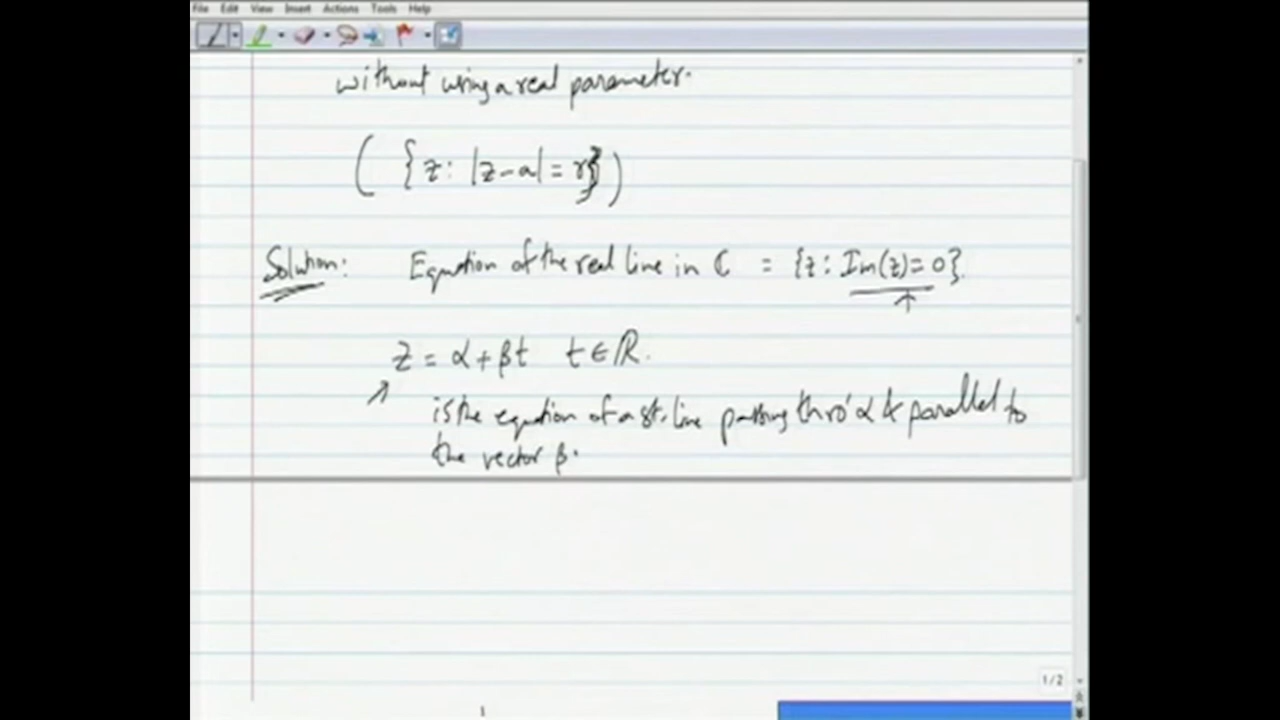 File Edit View Insert Actions Tools Help
without using a real parameter.
( {z: |z-a| = r} )
Solution: Equation of the real line in ℂ = {z: Im(z)=0}.
z = α + βt t ∈ ℝ.
is the equation of a st. line passing thro' α & parallel to
the vector β.
1/2
1